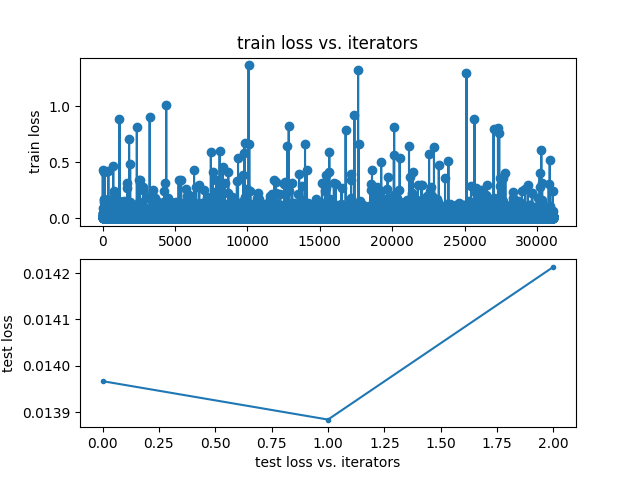 train loss vs. iterators
train loss
1.0
0.5
0.0
0 5000 10000 15000 20000 25000 30000
test loss
0.0142
0.0141
0.0140
0.0139
0.00 0.25 0.50 0.75 1.00 1.25 1.50 1.75 2.00
test loss vs. iterators